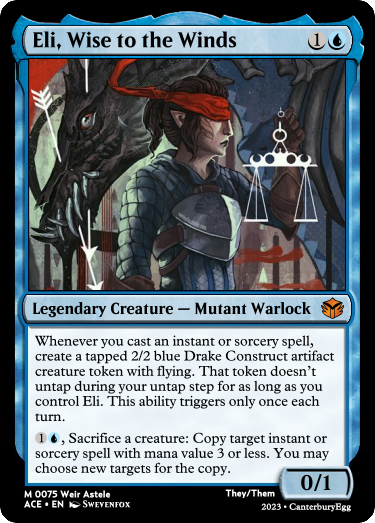 Eli, Wise to the Winds 1
Legendary Creature — Mutant Warlock
Whenever you cast an instant or sorcery spell,
create a tapped 2/2 blue Drake Construct artifact
creature token with flying. That token doesn't
untap during your untap step for as long as you
control Eli. This ability triggers only once each
turn.
1, Sacrifice a creature: Copy target instant or
sorcery spell with mana value 3 or less. You may
choose new targets for the copy.
0/1
M 0075 Weir Astele They/Them
ACE • EN Swevenfox 2023 • CanterburyEgg